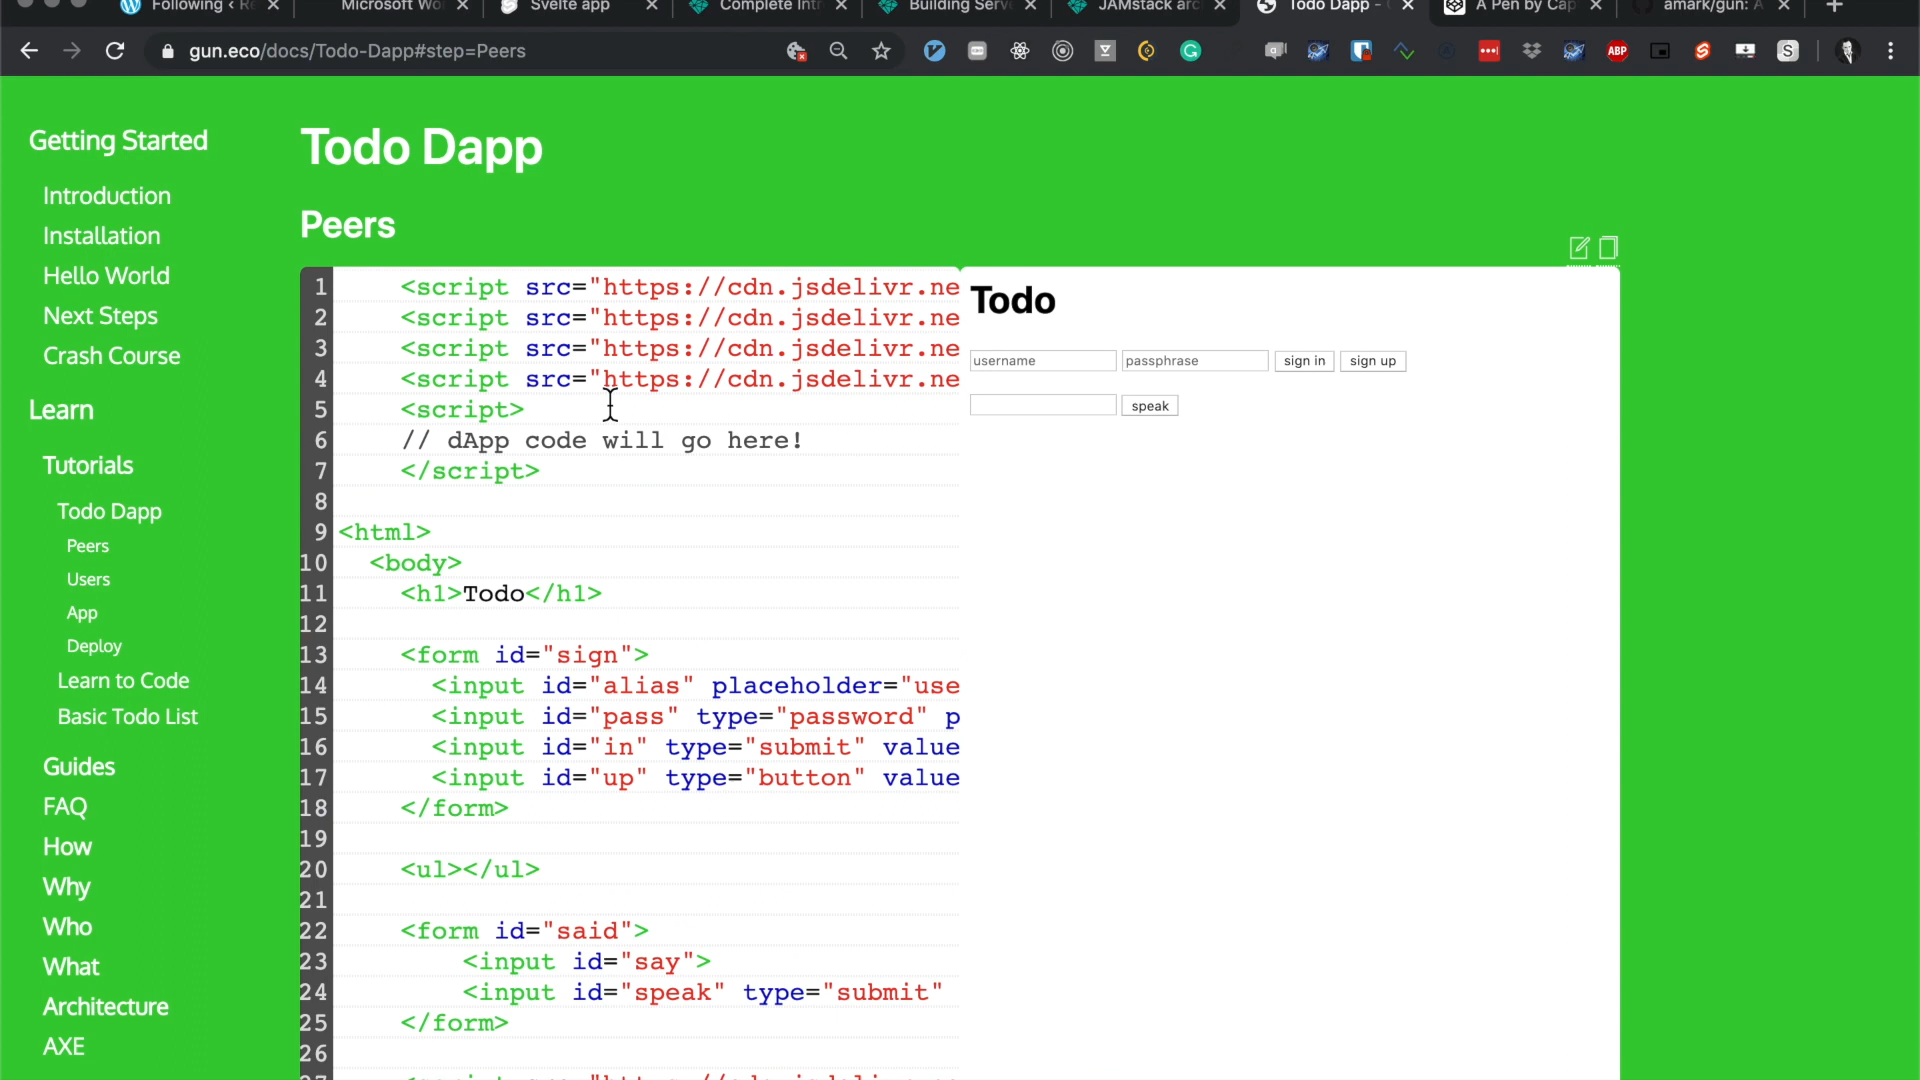 Following ‹ Re
Microsoft Wo
Svelte app
Complete Intr
Building Serve
JAMstack arc
Todo Dapp -
A Pen by Cap
amark/gun: A
gun.eco/docs/Todo-Dapp#step=Peers
ABP
Getting Started
Introduction
Installation
Hello World
Next Steps
Crash Course
Learn
Tutorials
Todo Dapp
Peers
Users
App
Deploy
Learn to Code
Basic Todo List
Guides
FAQ
How
Why
Who
What
Architecture
AXE
Todo Dapp
Peers
1 <script src="https://cdn.jsdelivr.ne
2 <script src="https://cdn.jsdelivr.ne
3 <script src="https://cdn.jsdelivr.ne
4 <script src="https://cdn.jsdelivr.ne
5 <script>
6 // dApp code will go here!
7 </script>
8
9 <html>
10 <body>
11 <h1>Todo</h1>
12
13 <form id="sign">
14 <input id="alias" placeholder="use
15 <input id="pass" type="password" p
16 <input id="in" type="submit" value
17 <input id="up" type="button" value
18 </form>
19
20 <ul></ul>
21
22 <form id="said">
23 <input id="say">
24 <input id="speak" type="submit"
25 </form>
26
Todo
username passphrase sign in sign up
speak